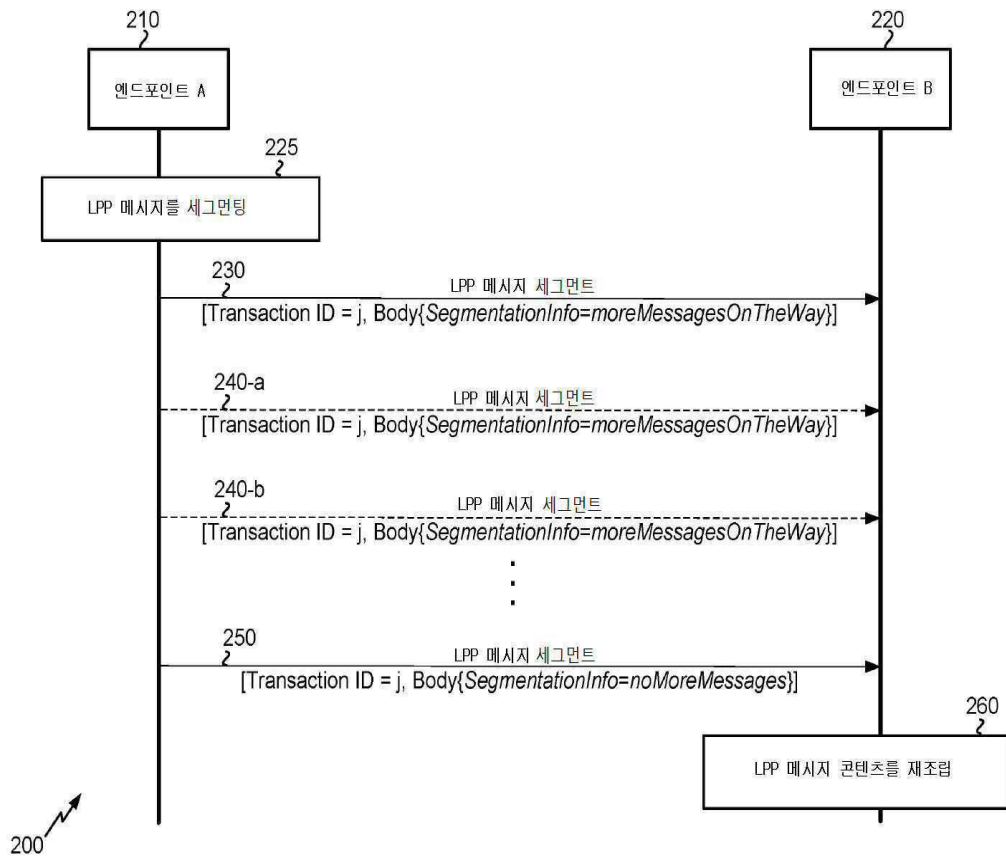 210
220
엔드포인트 A
엔드포인트 B
225
LPP 메시지를 세그먼팅
230
LPP 메시지 세그먼트
[Transaction ID = j, Body{SegmentationInfo=moreMessagesOnTheWay}]
240-a
LPP 메시지 세그먼트
[Transaction ID = j, Body{SegmentationInfo=moreMessagesOnTheWay}]
240-b
LPP 메시지 세그먼트
[Transaction ID = j, Body{SegmentationInfo=moreMessagesOnTheWay}]
250
LPP 메시지 세그먼트
[Transaction ID = j, Body{SegmentationInfo=noMoreMessages}]
260
LPP 메시지 콘텐츠를 재조립
200